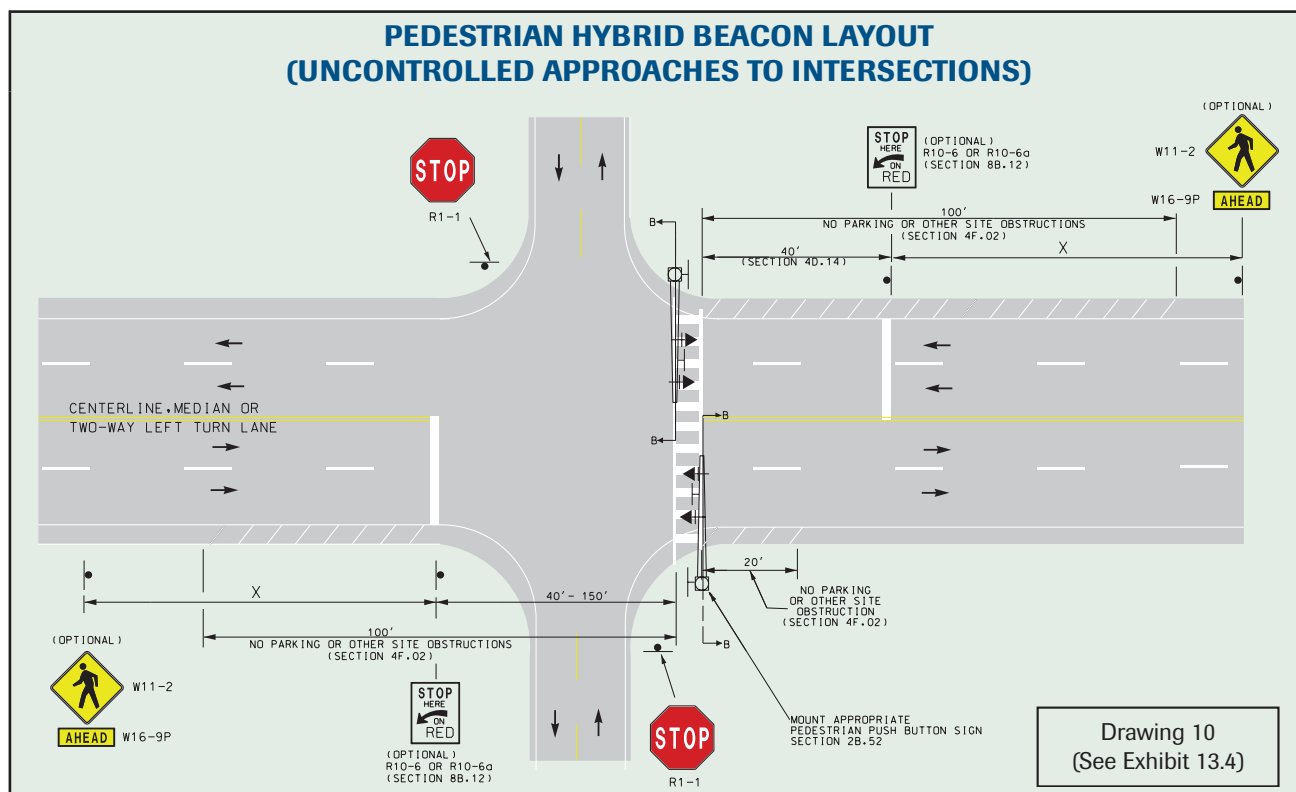 PEDESTRIAN HYBRID BEACON LAYOUT
(UNCONTROLLED APPROACHES TO INTERSECTIONS)
(OPTIONAL)
W11-2
W16-9P
AHEAD
STOP
HERE
ON
RED
(OPTIONAL)
R10-6 OR R10-6a
(SECTION 8B.12)
STOP
R1-1
100'
NO PARKING OR OTHER SITE OBSTRUCTIONS
(SECTION 4F.02)
40'
(SECTION 4D.14)
X
B
B
CENTERLINE,MEDIAN OR
TWO-WAY LEFT TURN LANE
B
B
20'
NO PARKING
OR OTHER SITE
OBSTRUCTION
(SECTION 4F.02)
X
40'- 150'
100'
NO PARKING OR OTHER SITE OBSTRUCTIONS
(SECTION 4F.02)
(OPTIONAL)
W11-2
AHEAD
W16-9P
STOP
HERE
ON
RED
(OPTIONAL)
R10-6 OR R10-6a
(SECTION 8B.12)
STOP
R1-1
MOUNT APPROPRIATE
PEDESTRIAN PUSH BUTTON SIGN
SECTION 2B.52
Drawing 10
(See Exhibit 13.4)